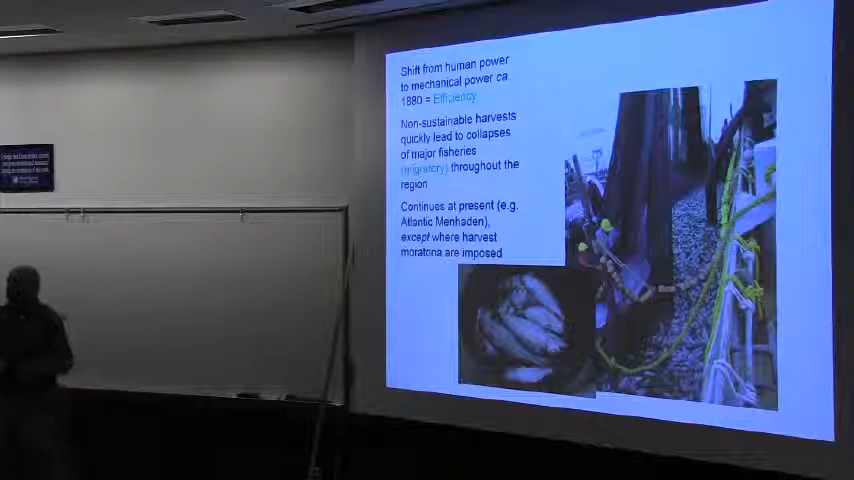 Shift from human power
to mechanical power ca.
1880 = Efficiency
Non-sustainable harvests
quickly lead to collapses
of major fisheries
(migratory) throughout the
region
Continues at present (e.g.
Atlantic Menhaden),
except where harvest
moratoria are imposed